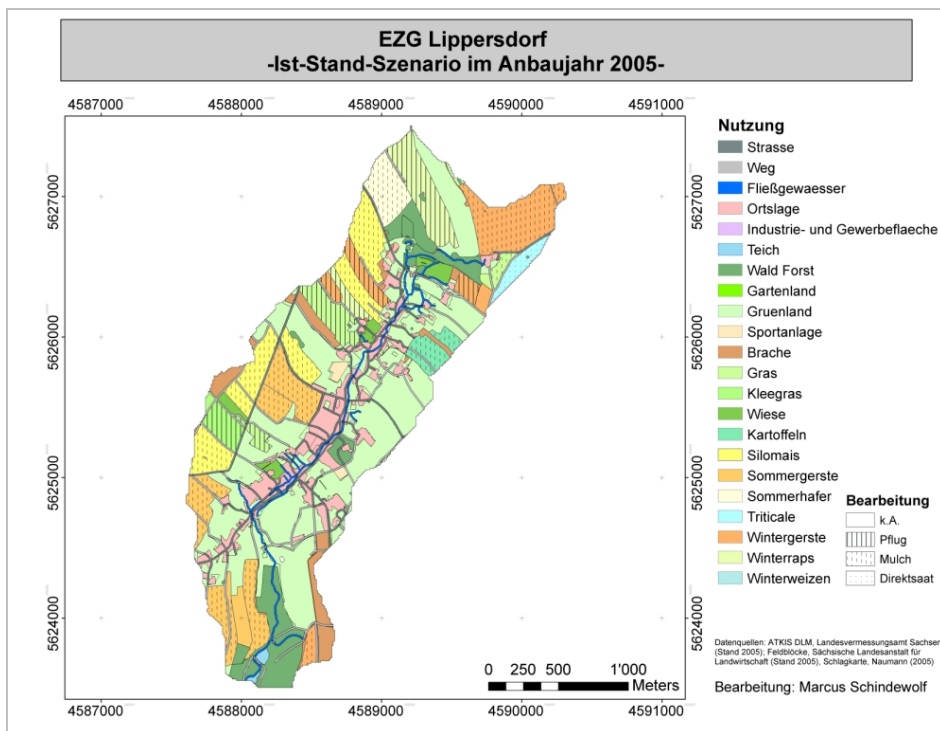 EZG Lippersdorf
-Ist-Stand-Szenario im Anbaujahr 2005-
4587000 4588000 4589000 4590000 4591000
5627000 5627000
5626000 5626000
5625000 5625000
5624000 5624000
4587000 4588000 4589000 4590000 4591000
0 250 500 1'000
Meters
Nutzung
Strasse
Weg
Fließgewaesser
Ortslage
Industrie- und Gewerbeflaeche
Teich
Wald Forst
Gartenland
Gruenland
Sportanlage
Brache
Gras
Kleegras
Wiese
Kartoffeln
Silomais
Sommergerste
Sommerhafer
Triticale
Wintergerste
Winterraps
Winterweizen
Bearbeitung
k.A.
Pflug
Mulch
Direktsaat
Datenquellen: ATKIS DLM, Landesvermessungsamt Sachsen
(Stand 2005); Feldblöcke, Sächsische Landesanstalt für
Landwirtschaft (Stand 2005), Schlagkarte, Naumann (2005)
Bearbeitung: Marcus Schindewolf